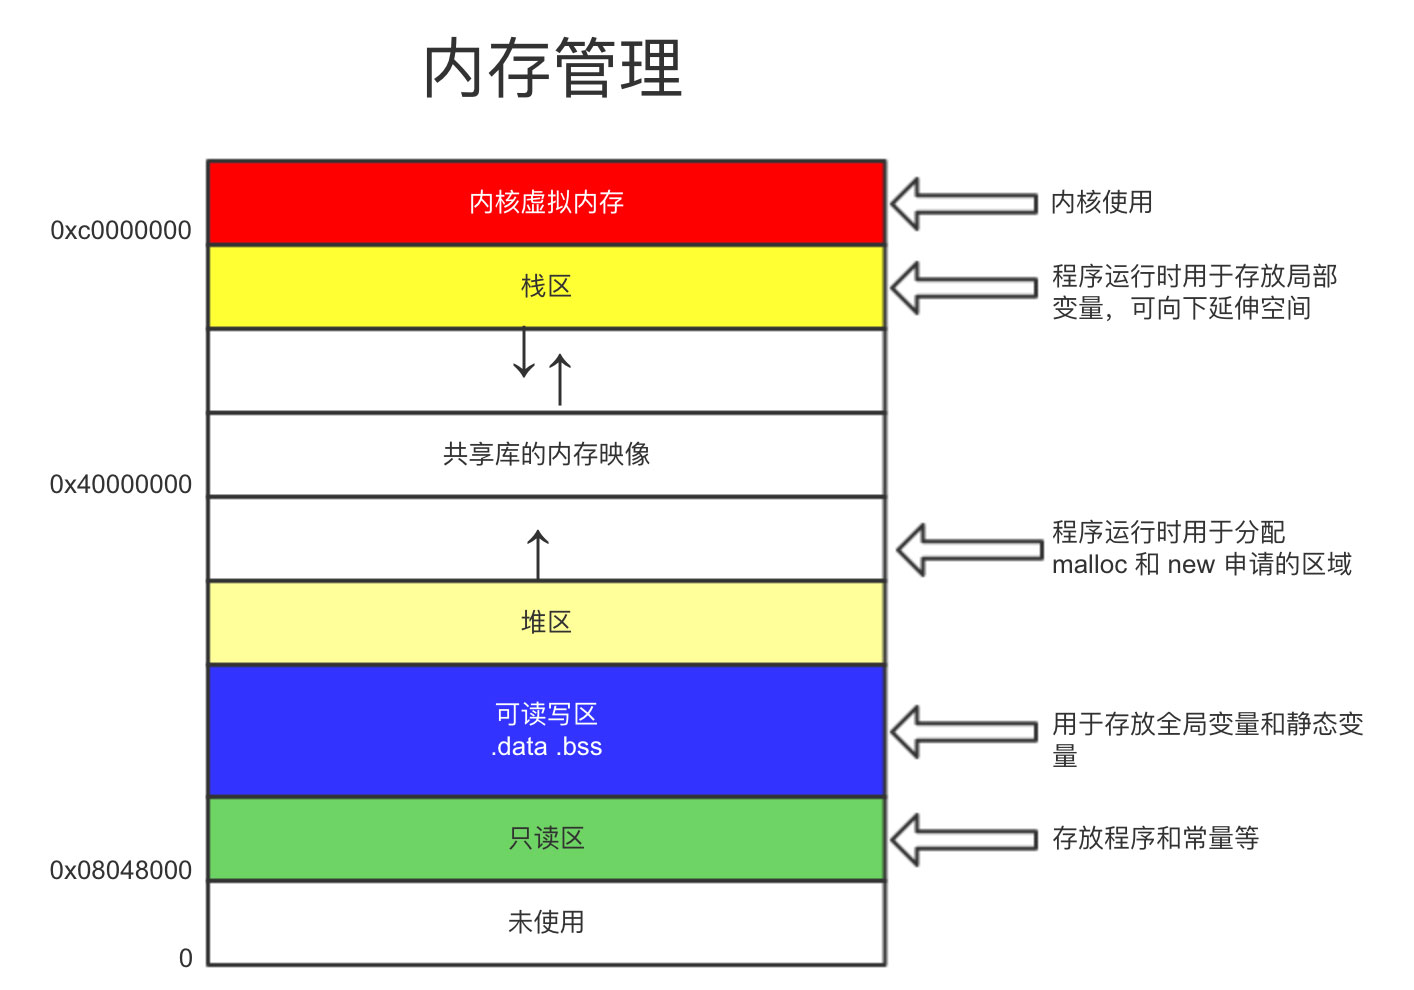 内存管理
内核虚拟内存
内核使用
0xc0000000
栈区
程序运行时用于存放局部
变量，可向下延伸空间
共享库的内存映像
0x40000000
程序运行时用于分配
malloc 和 new 申请的区域
堆区
可读写区
.data .bss
用于存放全局变量和静态变
量
只读区
存放程序和常量等
0x08048000
未使用
0